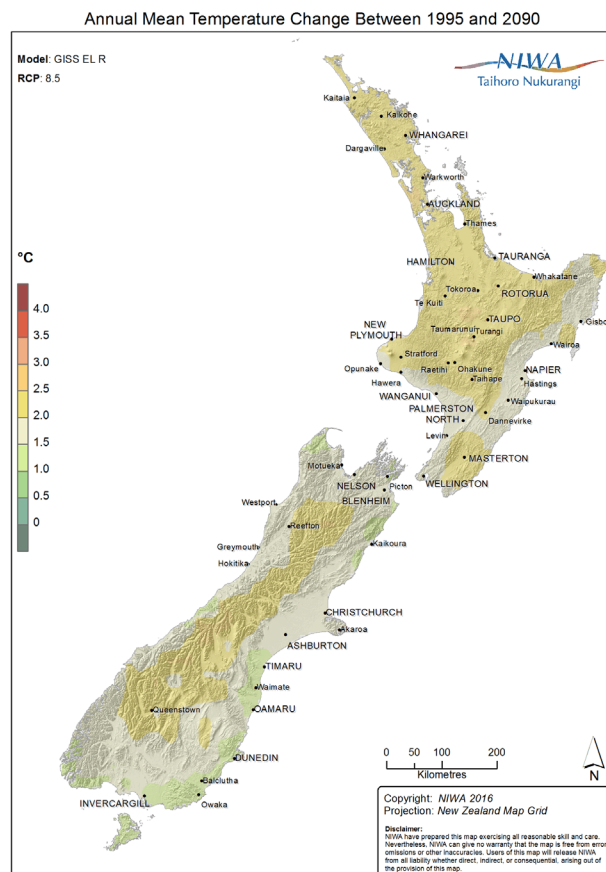 Annual Mean Temperature Change Between 1995 and 2090
Model: GISS EL R
RCP: 8.5
NIWA
Taihoro Nukurangi
Kaitaia
Kaikohe
WHANGAREI
Dargaville
Warkworth
AUCKLAND
Thames
TAURANGA
HAMILTON
Whakatane
Tokoroa
ROTORUA
Te Kuiti
TAUPO
Gisbo
NEW
PLYMOUTH
Taumarunui
Turangi
Wairoa
Stratford
Opunake
Raetihi
Ohakune
NAPIER
Hawera
Taihape
Hastings
WANGANUI
Waipukurau
PALMERSTON
NORTH
Dannevirke
Levin
MASTERTON
Motueka
NELSON
Picton
WELLINGTON
BLENHEIM
Westport
Reefton
Greymouth
Kaikoura
Hokitika
CHRISTCHURCH
Akaroa
ASHBURTON
TIMARU
Waimate
Queenstown
OAMARU
DUNEDIN
Balclutha
INVERCARGILL
Owaka
°C
4.0
3.5
3.0
2.5
2.0
1.5
1.0
0.5
0
0 50 100 200
Kilometres
N
Copyright: NIWA 2016
Projection: New Zealand Map Grid
Disclaimer:
NIWA have prepared this map exercising all reasonable skill and care.
Nevertheless, NIWA can give no warranty that the map is free from error
omissions or other inaccuracies. Users of this map will release NIWA
from all liability whether direct, indirect, or consequential, arising out of
the provision of this map.